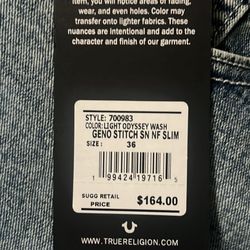 item, you will notice areas of fading,
wear, and even holes. Color may
transfer onto lighter fabrics. These
nuances are intentional and add to the
character and finish of our garment.
STYLE: 700983
COLOR: LIGHT ODYSSEY WASH
GENO STITCH SN NF SLIM
SIZE: 36
1 99424 19716 5
SUGG RETAIL
PRICE $164.00
WWW.TRUERELIGION.COM